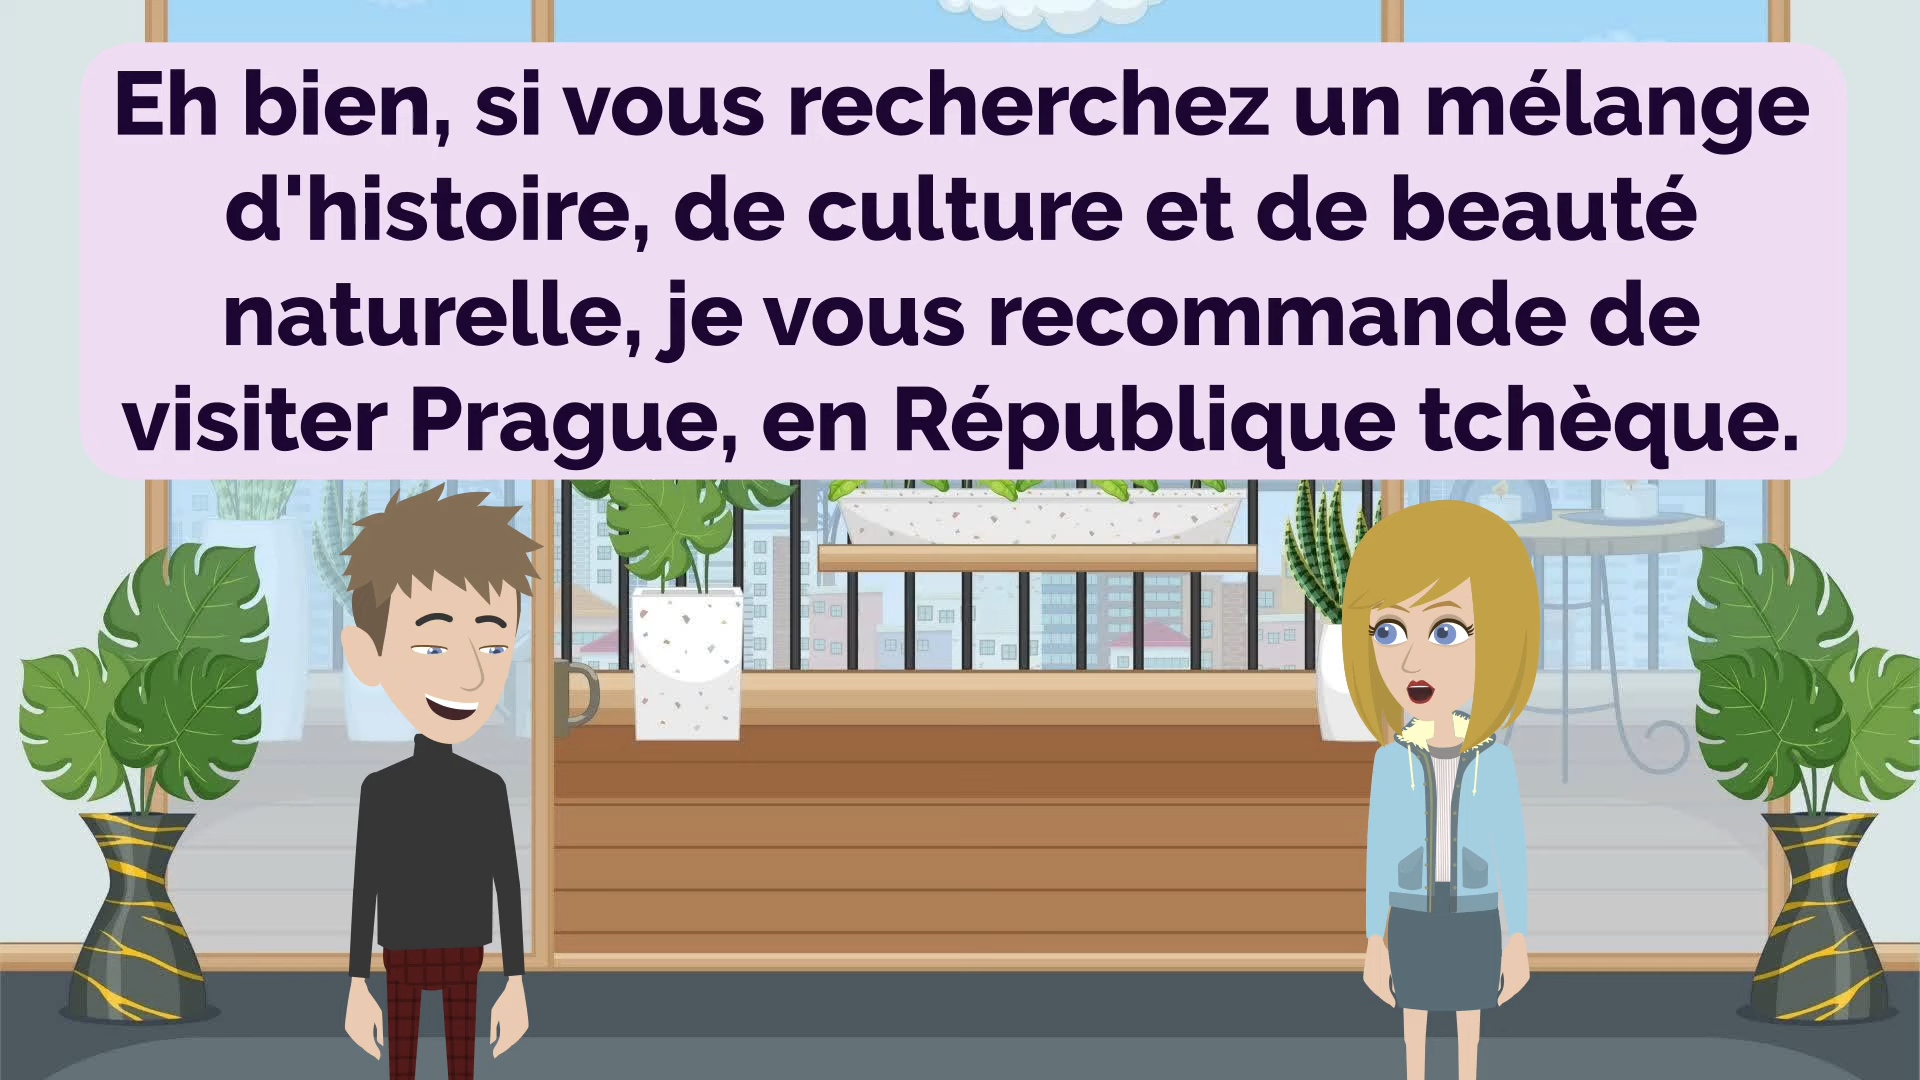 Eh bien, si vous recherchez un mélange
d'histoire, de culture et de beauté
naturelle, je vous recommande de
visiter Prague, en République tchèque.